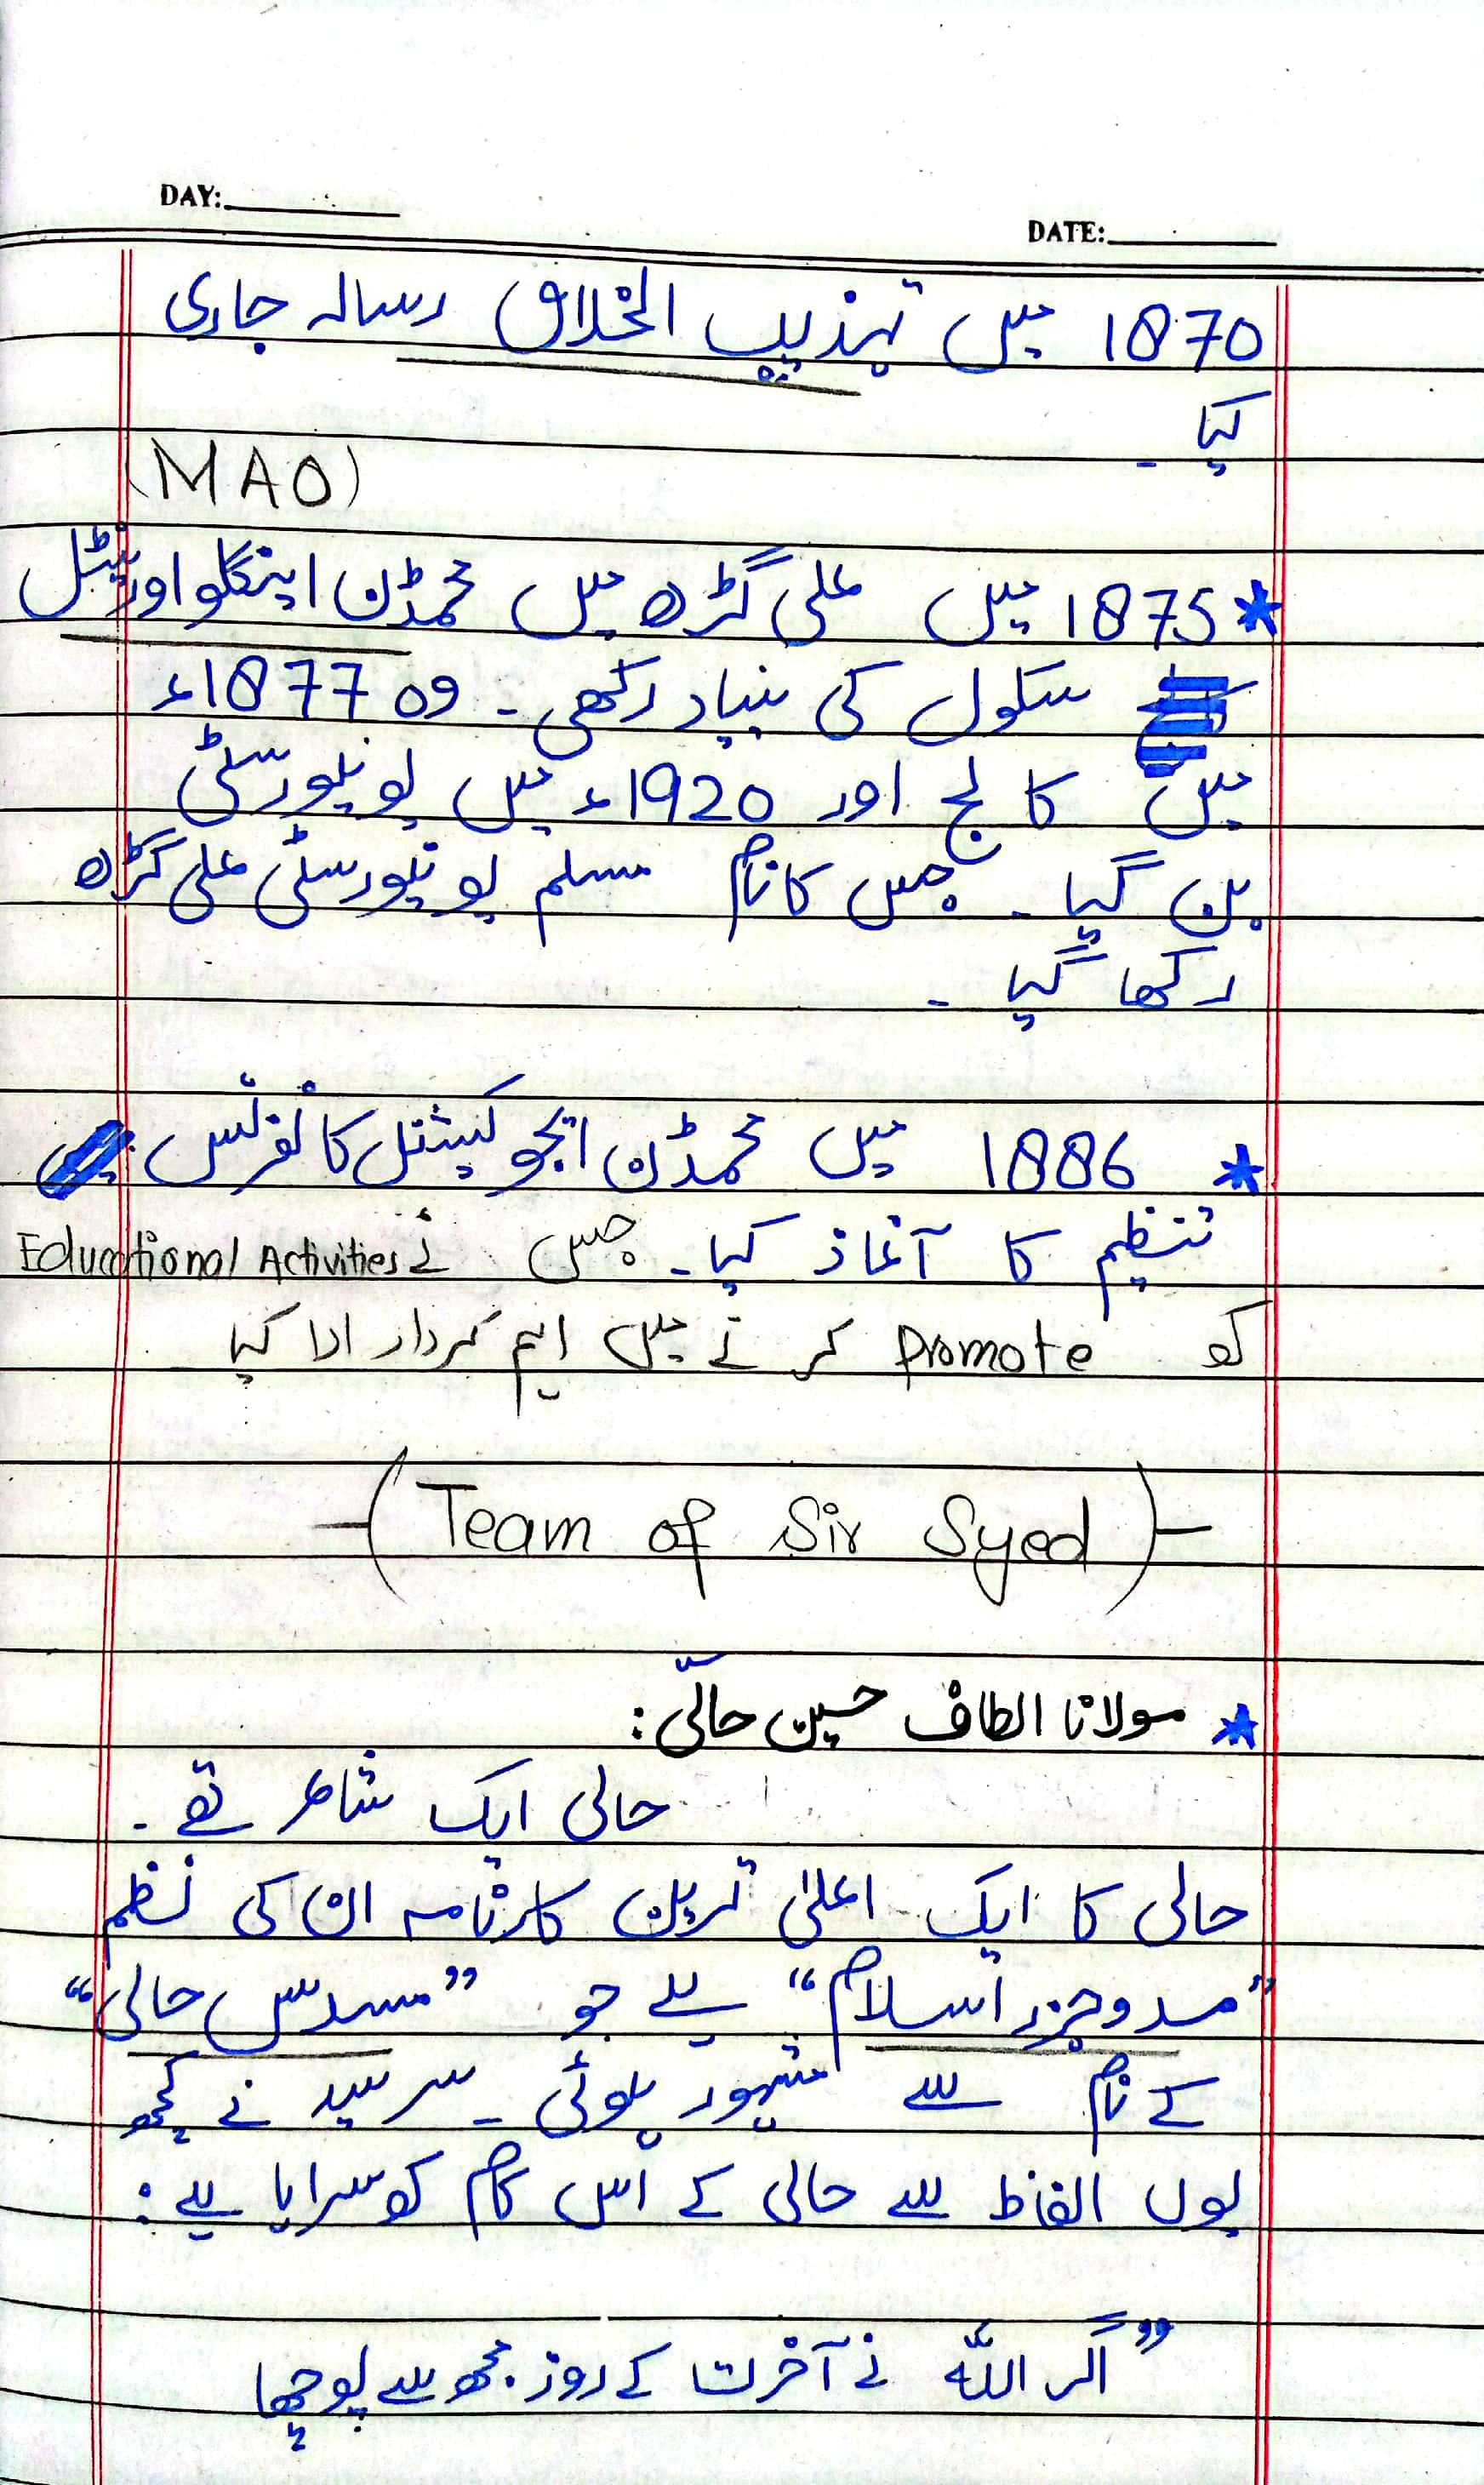 DAY:
DATE:
1870 میں تہذیب الخلاق رسالہ جاری
کیا ۔
(MAO)
* 1875 میں علی گڑھ میں محمڈن اینگلو اورینٹل
سکول کی بنیاد رکھی ۔ وہ 1877ء
میں کالج اور 1920ء میں یونیورسٹی
بن گیا ۔ جس کا نام مسلم یونیورسٹی علی گڑھ
رکھا گیا ۔
* 1886 میں محمڈن ایجوکیشنل کانفرنس
تنظیم کا آغاز کیا ۔ جس نے Educational Activities
کو Promote کرنے میں اہم کردار ادا کیا
-(Team of Sir Syed)-
* مولانا الطاف حسین حالیؔ :
حالی ایک شاعر تھے ۔
حالی کا ایک اعلیٰ ترین کارنامہ ان کی نظم
”مدوجزر اسلام“ ہے جو ”مسدس حالی“
کے نام سے مشہور ہوئی ۔ سر سید نے کچھ
یوں الفاظ سے حالی کے اس کام کو سراہا ہے :
”اگر اللّٰہ نے آخرت کے روز مجھ سے پوچھا